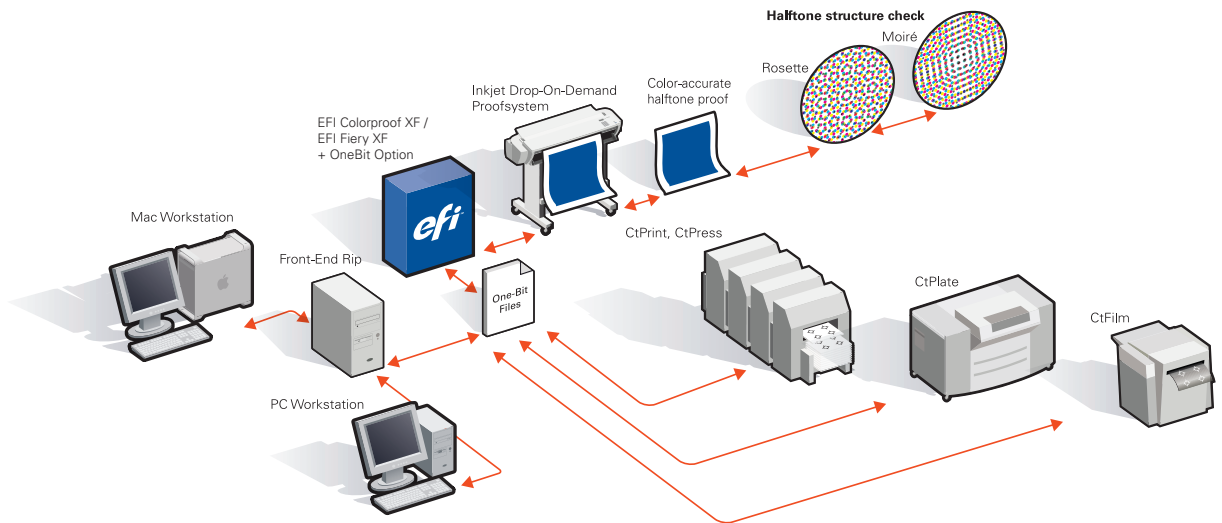 Halftone structure check
Moiré
Rosette
Inkjet Drop-On-Demand
Proofsystem
Color-accurate
halftone proof
EFI Colorproof XF /
EFI Fiery XF
+ OneBit Option
efi
Mac Workstation
Front-End Rip
One-Bit
Files
CtPrint, CtPress
CtPlate
CtFilm
PC Workstation